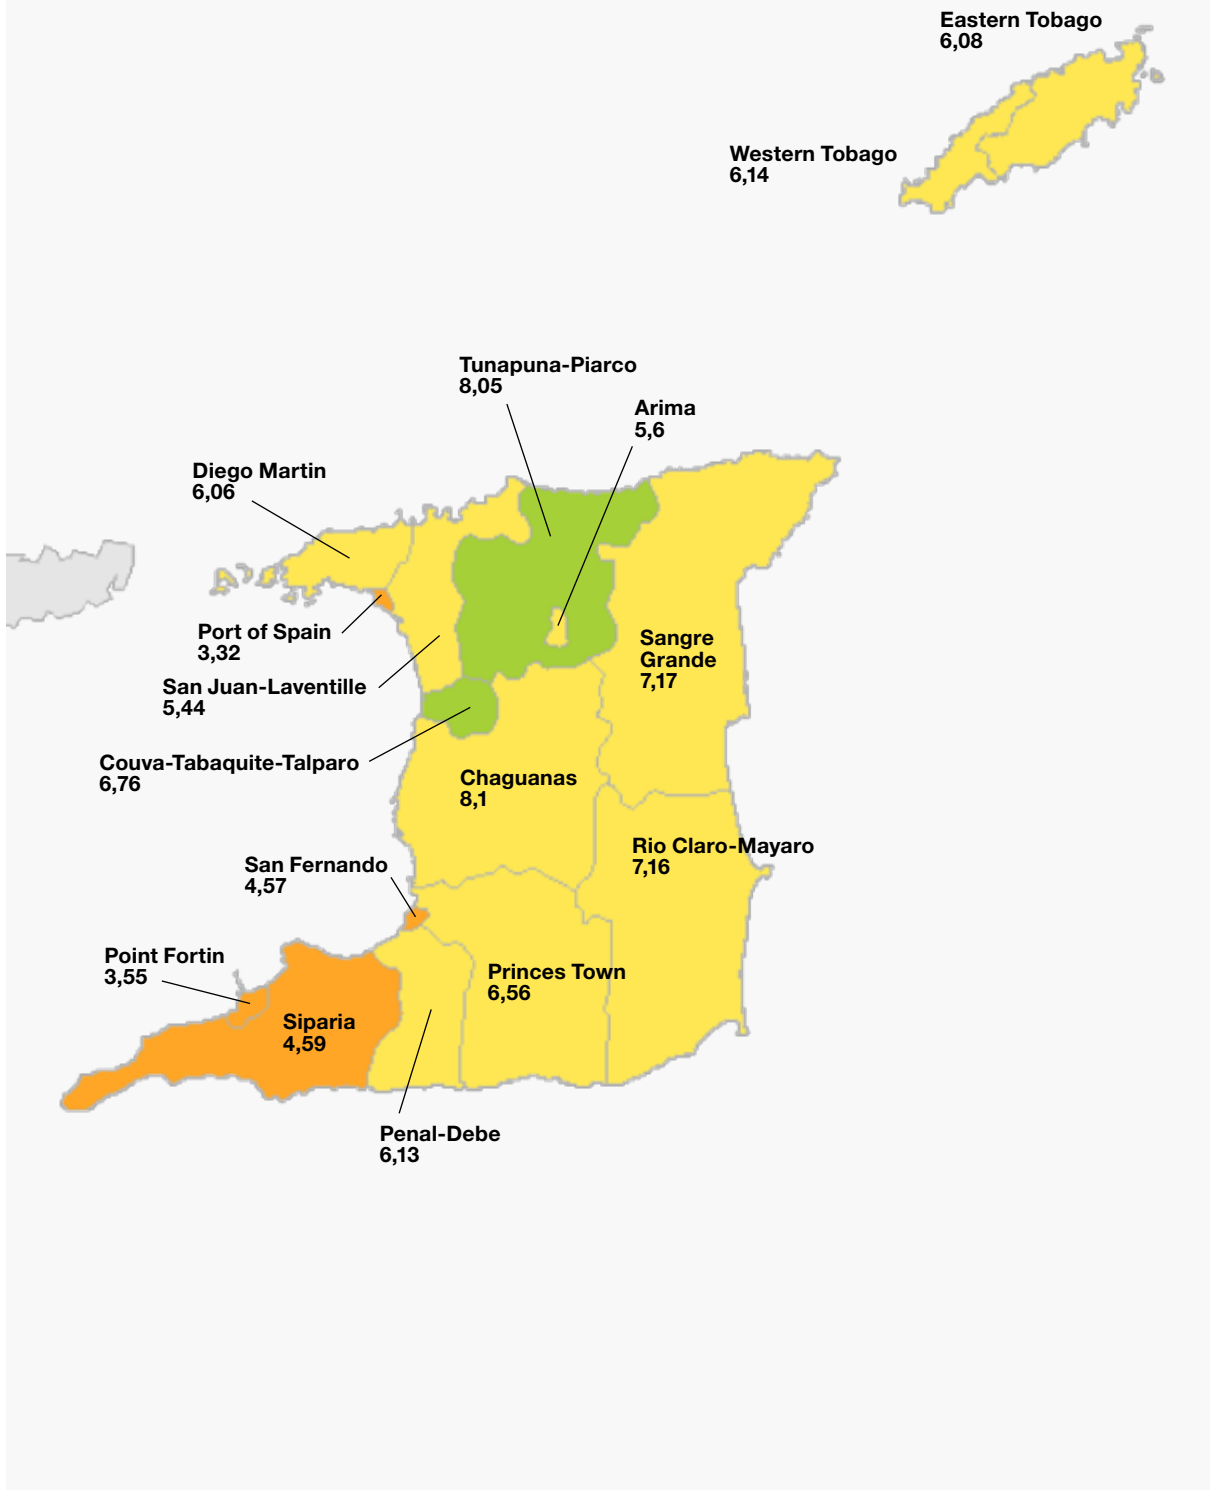 Eastern Tobago
6,08
Western Tobago
6,14
Tunapuna-Piarco
8,05
Arima
5,6
Diego Martin
6,06
Port of Spain
3,32
Sangre
Grande
7,17
San Juan-Laventille
5,44
Couva-Tabaquite-Talparo
6,76
Chaguanas
8,1
Rio Claro-Mayaro
7,16
San Fernando
4,57
Point Fortin
3,55
Princes Town
6,56
Siparia
4,59
Penal-Debe
6,13